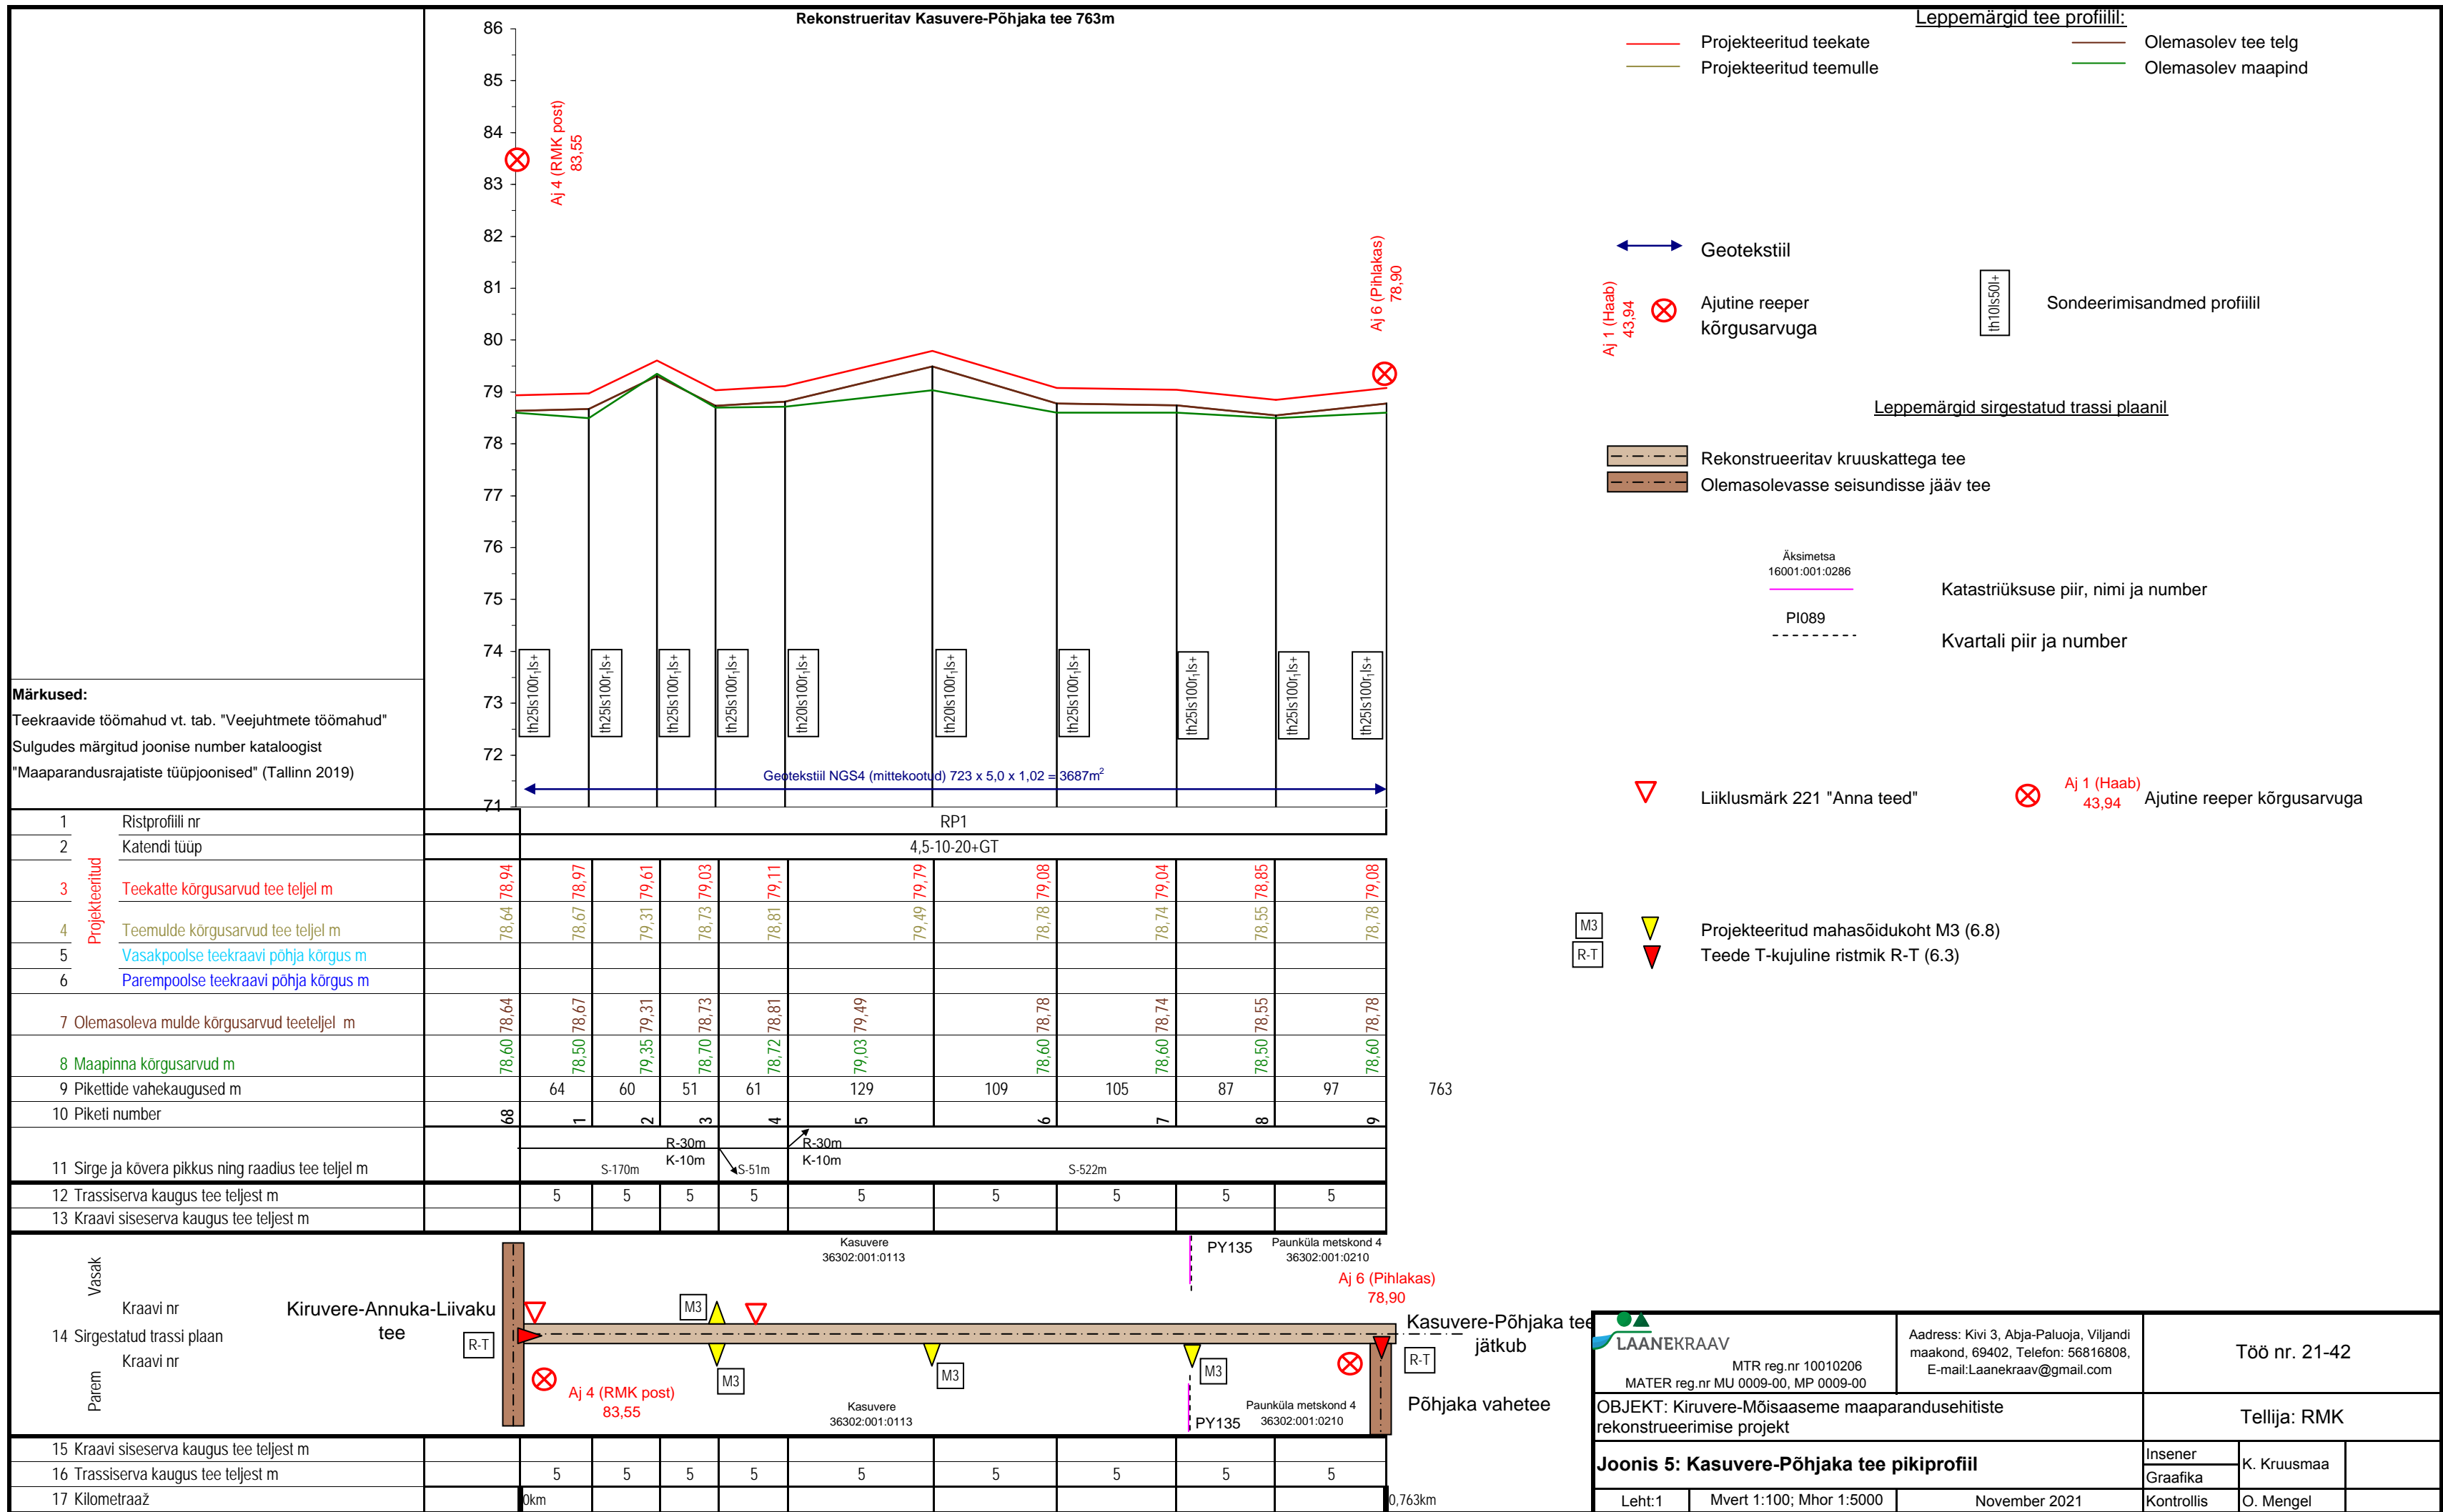 Rekonstrueritav Kasuvere-Põhjaka tee 763m
86
85
84
83
82
81
80
79
78
77
76
75
74
73
72
71
Aj 4 (RMK post)
83,55
Aj 6 (Pihlakas)
78,90
th25ls100r1ls+
th25ls100r1ls+
th25ls100r1ls+
th25ls100r1ls+
th20ls100r1ls+
th20ls100r1ls+
th25ls100r1ls+
th25ls100r1ls+
th25ls100r1ls+
th25ls100r1ls+
Geotekstiil NGS4 (mittekootud) 723 x 5,0 x 1,02 = 3687m²
Leppemärgid tee profiilil:
Projekteeritud teekate
Olemasolev tee telg
Projekteeritud teemulle
Olemasolev maapind
Geotekstiil
Aj 1 (Haab)
43,94
Ajutine reeper
kõrgusarvuga
th10ls50l+
Sondeerimisandmed profiilil
Leppemärgid sirgestatud trassi plaanil
Rekonstrueeritav kruuskattega tee
Olemasolevasse seisundisse jääv tee
Äksimetsa
16001:001:0286
Katastriüksuse piir, nimi ja number
PI089
Kvartali piir ja number
Liiklusmärk 221 "Anna teed"
Aj 1 (Haab)
43,94
Ajutine reeper kõrgusarvuga
M3
Projekteeritud mahasõidukoht M3 (6.8)
R-T
Teede T-kujuline ristmik R-T (6.3)
Märkused:
Teekraavide töömahud vt. tab. "Veejuhtmete töömahud"
Sulgudes märgitud joonise number kataloogist
"Maaparandusrajatiste tüüpjoonised" (Tallinn 2019)
1 Ristprofiili nr RP1
2 Katendi tüüp 4,5-10-20+GT
Projekteeritud
3 Teekatte kõrgusarvud tee teljel m 78,94 78,97 79,61 79,03 79,11 79,79 79,08 79,04 78,85 79,08
4 Teemulde kõrgusarvud tee teljel m 78,64 78,67 79,31 78,73 78,81 79,49 78,78 78,74 78,55 78,78
5 Vasakpoolse teekraavi põhja kõrgus m
6 Parempoolse teekraavi põhja kõrgus m
7 Olemasoleva mulde kõrgusarvud teeteljel m 78,64 78,67 79,31 78,73 78,81 79,49 78,78 78,74 78,55 78,78
8 Maapinna kõrgusarvud m 78,60 78,50 79,35 78,70 78,72 79,03 78,60 78,60 78,50 78,60
9 Pikettide vahekaugused m 64 60 51 61 129 109 105 87 97 763
10 Piketi number 68 1 2 3 4 5 6 7 8 9
R-30m R-30m
K-10m K-10m
11 Sirge ja kõvera pikkus ning raadius tee teljel m S-170m S-51m S-522m
12 Trassiserva kaugus tee teljest m 5 5 5 5 5 5 5 5 5
13 Kraavi siseserva kaugus tee teljest m
Vasak
Kraavi nr
14 Sirgestatud trassi plaan
Kraavi nr
Parem
Kiruvere-Annuka-Liivaku
tee
R-T
Kasuvere
36302:001:0113
PY135
Paunküla metskond 4
36302:001:0210
Aj 6 (Pihlakas)
78,90
M3
M3
M3
M3
Aj 4 (RMK post)
83,55
Kasuvere
36302:001:0113
PY135
Paunküla metskond 4
36302:001:0210
Kasuvere-Põhjaka tee
jätkub
R-T
Põhjaka vahetee
15 Kraavi siseserva kaugus tee teljest m
16 Trassiserva kaugus tee teljest m 5 5 5 5 5 5 5 5 5
17 Kilometraaž 0km 0,763km
LAANEKRAAV
MTR reg.nr 10010206
MATER reg.nr MU 0009-00, MP 0009-00
Aadress: Kivi 3, Abja-Paluoja, Viljandi
maakond, 69402, Telefon: 56816808,
E-mail:Laanekraav@gmail.com
Töö nr. 21-42
OBJEKT: Kiruvere-Mõisaaseme maaparandusehitiste
rekonstrueerimise projekt
Tellija: RMK
Joonis 5: Kasuvere-Põhjaka tee pikiprofiil
Insener
Graafika
K. Kruusmaa
Leht:1
Mvert 1:100; Mhor 1:5000
November 2021
Kontrollis
O. Mengel